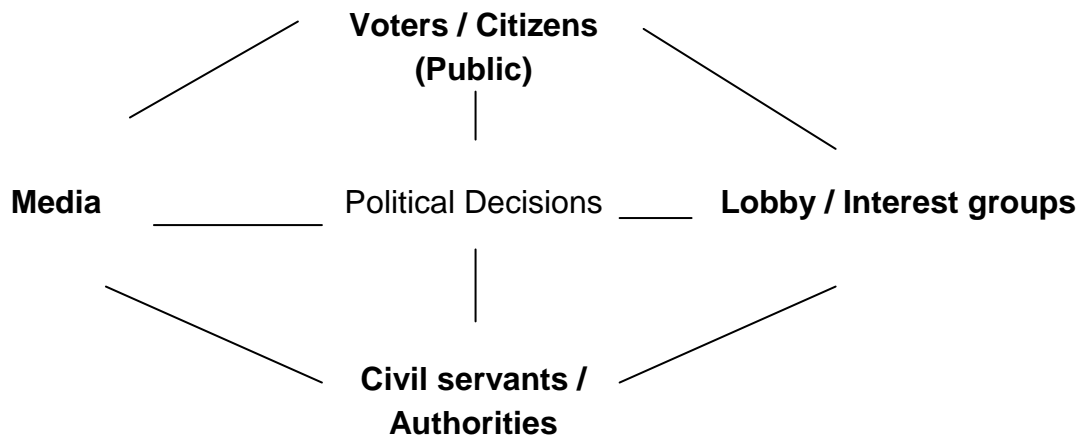 Voters / Citizens
(Public)
Media
Political Decisions
Lobby / Interest groups
Civil servants /
Authorities